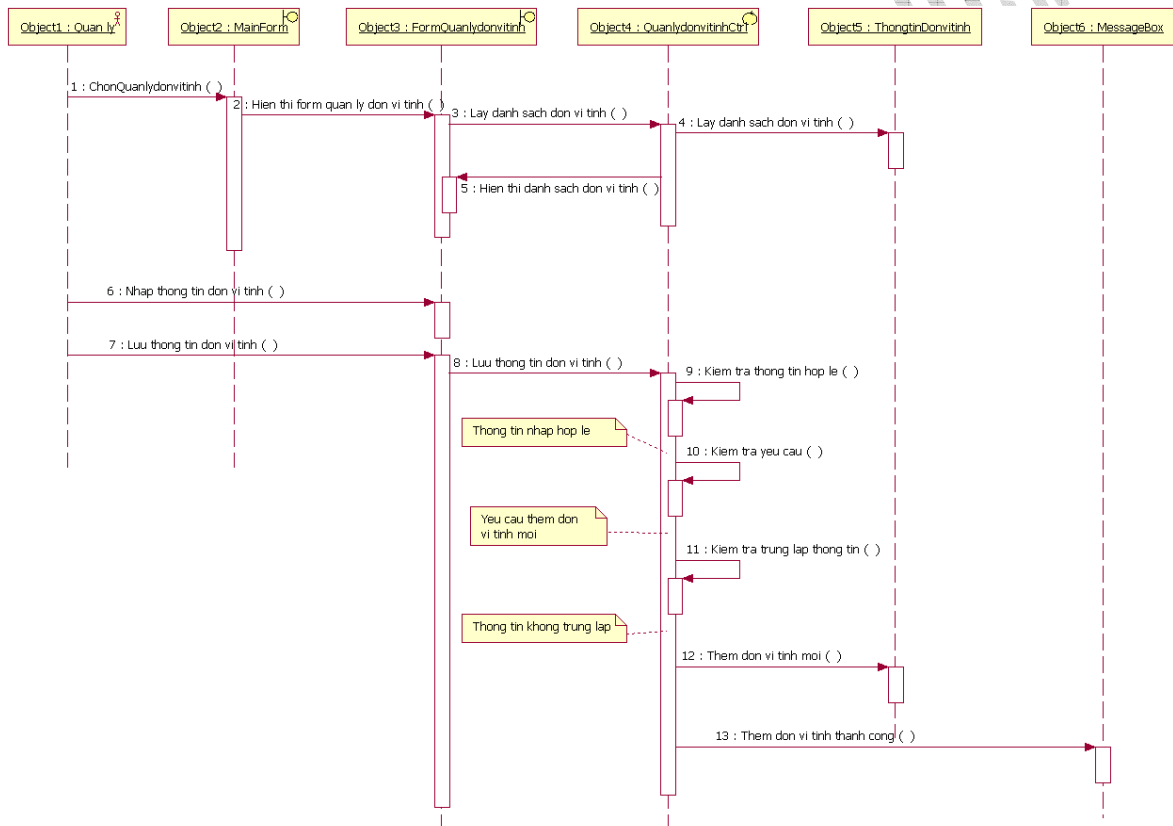 Object1 : Quan ly
Object2 : MainForm
Object3 : FormQuanlydonvitinh
Object4 : QuanlydonvitinhCtrl
Object5 : ThongtinDonvitinh
Object6 : MessageBox
1 : ChonQuanlydonvitinh ( )
2 : Hien thi form quan ly don vi tinh ( )
3 : Lay danh sach don vi tinh ( )
4 : Lay danh sach don vi tinh ( )
5 : Hien thi danh sach don vi tinh ( )
6 : Nhap thong tin don vi tinh ( )
7 : Luu thong tin don vi tinh ( )
8 : Luu thong tin don vi tinh ( )
9 : Kiem tra thong tin hop le ( )
Thong tin nhap hop le
10 : Kiem tra yeu cau ( )
Yeu cau them don
vi tinh moi
11 : Kiem tra trung lap thong tin ( )
Thong tin khong trung lap
12 : Them don vi tinh moi ( )
13 : Them don vi tinh thanh cong ( )